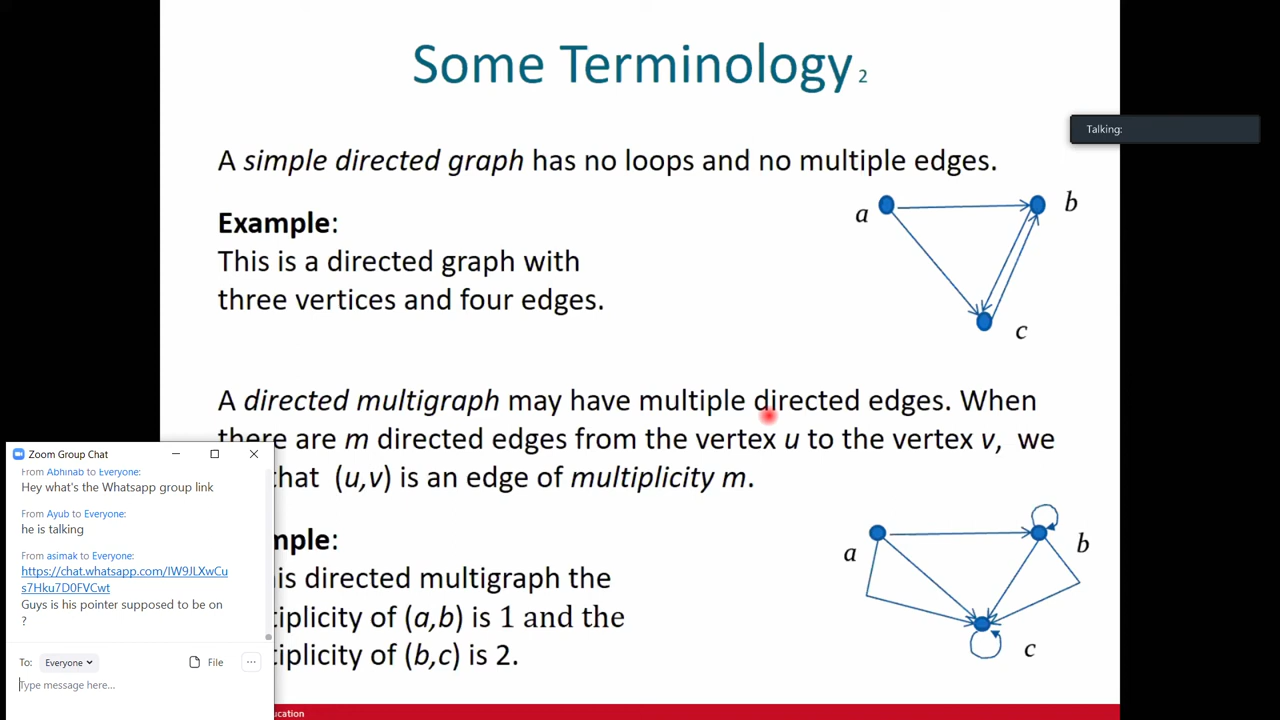 Some Terminology 2
Talking:
A simple directed graph has no loops and no multiple edges.
Example:
This is a directed graph with
three vertices and four edges.
a
b
c
A directed multigraph may have multiple directed edges. When
there are m directed edges from the vertex u to the vertex v, we
hat (u,v) is an edge of multiplicity m.
mple:
is directed multigraph the
tiplicity of (a,b) is 1 and the
tiplicity of (b,c) is 2.
a
b
c
ucation
Zoom Group Chat
From Abhinab to Everyone:
Hey what's the Whatsapp group link
From Ayub to Everyone:
he is talking
From asimak to Everyone:
https://chat.whatsapp.com/IW9JLXwCu
s7Hku7D0FVCwt
Guys is his pointer supposed to be on
?
To: Everyone File ...
Type message here...